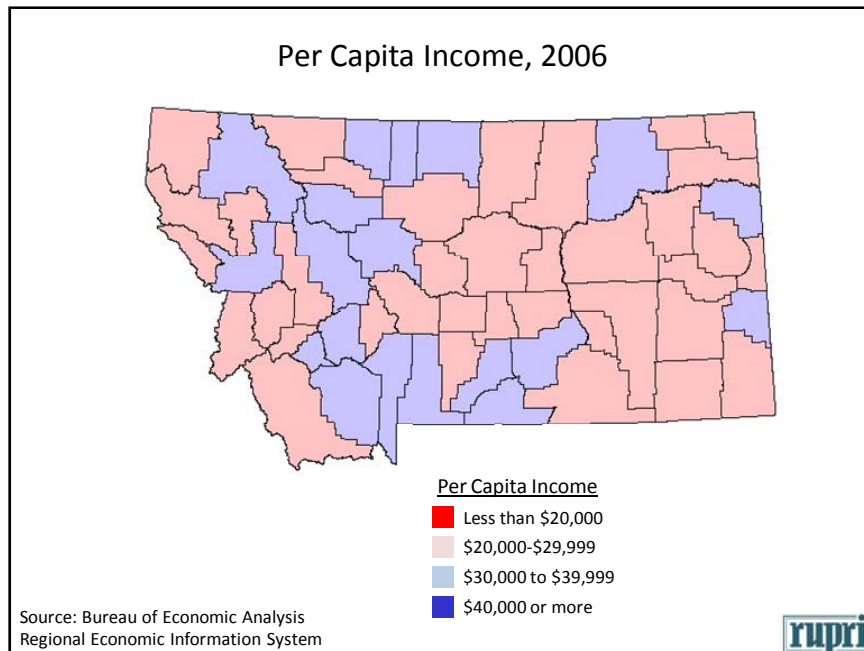 Per Capita Income, 2006
Per Capita Income
Less than $20,000
$20,000-$29,999
$30,000 to $39,999
$40,000 or more
Source: Bureau of Economic Analysis
Regional Economic Information System
rupri